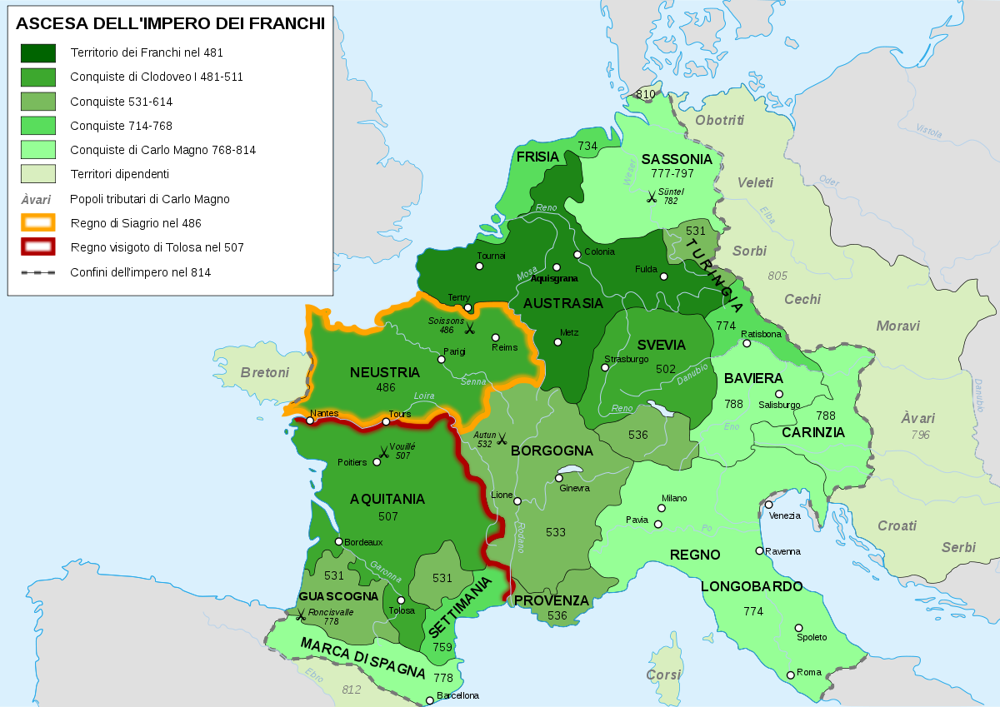 ASCESA DELL'IMPERO DEI FRANCHI
Territorio dei Franchi nel 481
Conquiste di Clodoveo I 481-511
Conquiste 531-614
Conquiste 714-768
Conquiste di Carlo Magno 768-814
Territori dipendenti
Àvari Popoli tributari di Carlo Magno
Regno di Siagrio nel 486
Regno visigoto di Tolosa nel 507
Confini dell'impero nel 814
810
Obotriti
Vistola
734
FRISIA
SASSONIA
777-797
Weser
Veleti
Oder
Süntel
782
Reno
Elba
531
TURINGIA
Sorbi
805
Cechi
Moravi
Tournai
Colonia
Mosa
Aquisgrana
Fulda
Tertry
AUSTRASIA
Soissons
486
Reims
Metz
774
Ratisbona
SVEVIA
502
Strasburgo
Danubio
Parigi
NEUSTRIA
486
Senna
Bretoni
Loira
Nantes
Tours
BAVIERA
788
Salisburgo
788
CARINZIA
Eno
Reno
536
Àvari
796
Danubio
Autun
532
BORGOGNA
Vouillé
507
Poitiers
Ginevra
Lione
AQUITANIA
507
533
Rodano
Milano
Pavia
Po
Venezia
Croati
Serbi
Bordeaux
Garonna
REGNO
LONGOBARDO
774
Ravenna
531
531
GUASCOGNA
Tolosa
SETTIMANIA
759
PROVENZA
536
Roncisvalle
778
MARCA DI SPAGNA
778
Spoleto
Roma
Corsi
Ebro
812
Barcellona